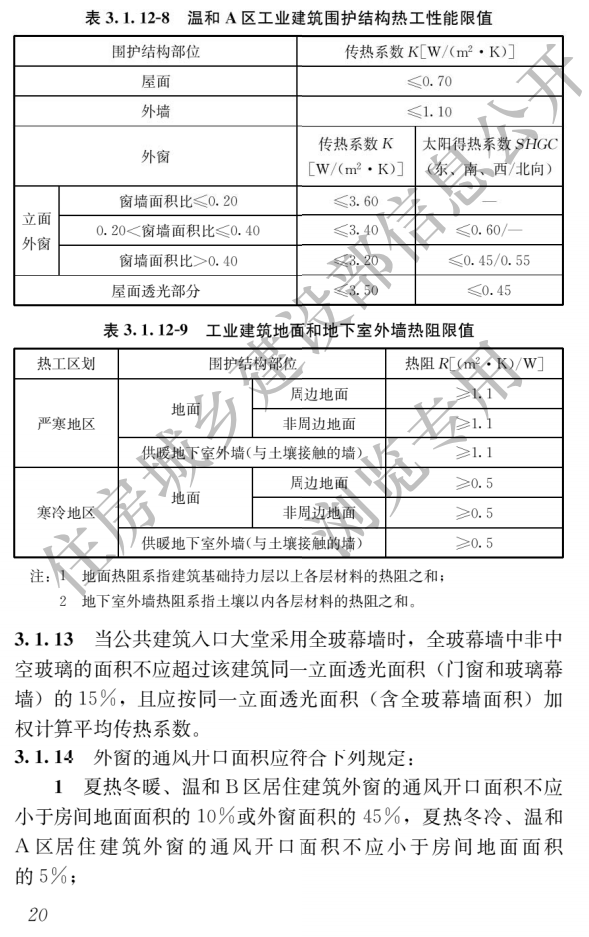 表 3.1.12-8 温和 A 区工业建筑围护结构热工性能限值
围护结构部位 传热系数 K[W/(m²·K)]
屋面 ≤0.70
外墙 ≤1.10
外窗 传热系数 K [W/(m²·K)] 太阳得热系数 SHGC (东、南、西/北向)
立面外窗 窗墙面积比≤0.20 ≤3.60 —
0.20<窗墙面积比≤0.40 ≤3.40 ≤0.60/—
窗墙面积比>0.40 ≤3.20 ≤0.45/0.55
屋面透光部分 ≤3.50 ≤0.45
表 3.1.12-9 工业建筑地面和地下室外墙热阻限值
热工区划 围护结构部位 热阻 R[(m²·K)/W]
严寒地区 地面 周边地面 ≥1.1
非周边地面 ≥1.1
供暖地下室外墙(与土壤接触的墙) ≥1.1
寒冷地区 地面 周边地面 ≥0.5
非周边地面 ≥0.5
供暖地下室外墙(与土壤接触的墙) ≥0.5
注:1 地面热阻系指建筑基础持力层以上各层材料的热阻之和;
2 地下室外墙热阻系指土壤以内各层材料的热阻之和。
3.1.13 当公共建筑入口大堂采用全玻幕墙时,全玻幕墙中非中
空玻璃的面积不应超过该建筑同一立面透光面积(门窗和玻璃幕
墙)的 15%,且应按同一立面透光面积(含全玻幕墙面积)加
权计算平均传热系数。
3.1.14 外窗的通风开口面积应符合下列规定:
1 夏热冬暖、温和 B 区居住建筑外窗的通风开口面积不应
小于房间地面面积的 10%或外窗面积的 45%,夏热冬冷、温和
A 区居住建筑外窗的通风开口面积不应小于房间地面面积
的 5%;
20
住房城乡建设部信息公开
浏览专用